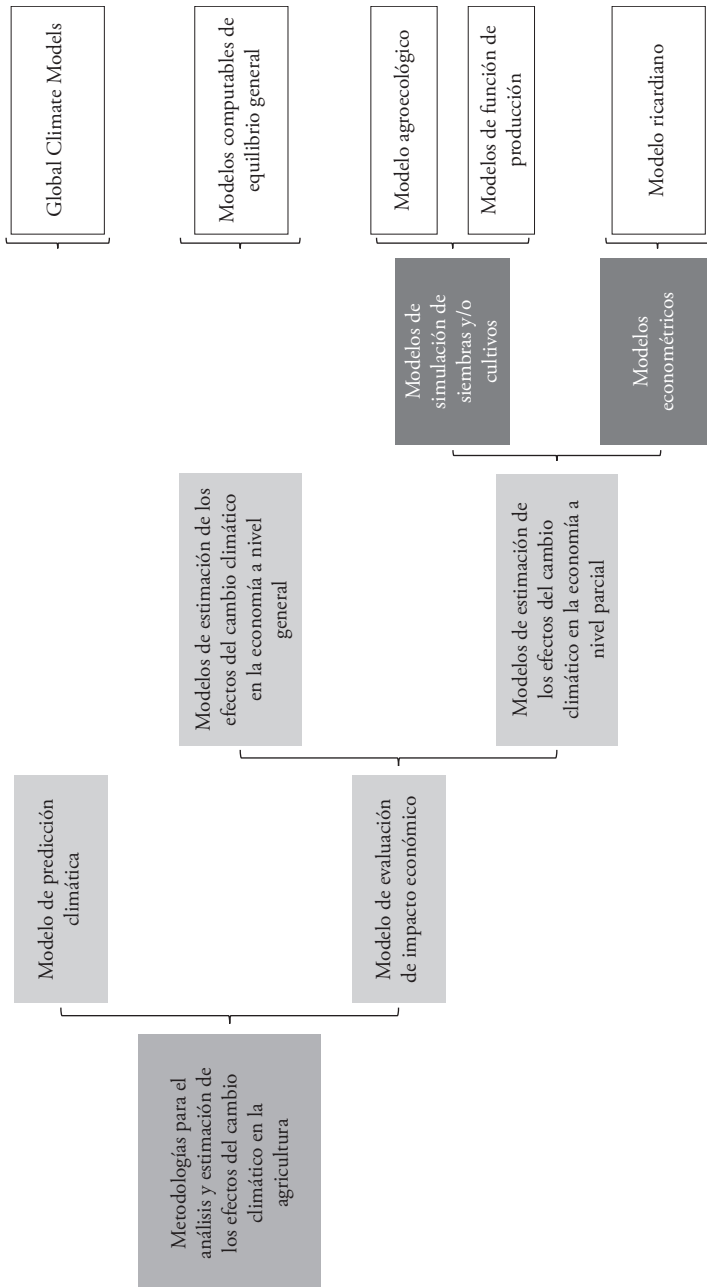 Metodologías para el
análisis y estimación de
los efectos del cambio
climático en la
agricultura
Modelo de predicción
climática
Modelo de evaluación
de impacto económico
Modelos de estimación de los
efectos del cambio climático
en la economía a nivel
general
Modelos de estimación de
los efectos del cambio
climático en la economía a
nivel parcial
Modelos de
simulación de
siembras y/o
cultivos
Modelos
econométricos
Global Climate Models
Modelos computables de
equilibrio general
Modelo agroecológico
Modelos de función de
producción
Modelo ricardiano